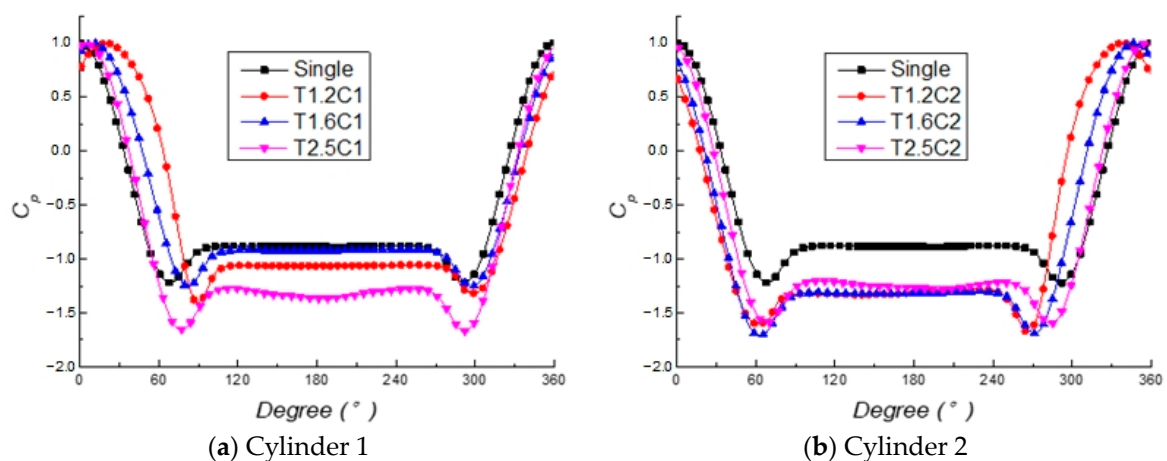 1.0
0.5
0.0
−0.5
−1.0
−1.5
−2.0
C_p
Single
T1.2C1
T1.6C1
T2.5C1
0 60 120 180 240 300 360
Degree (°)
(a) Cylinder 1
1.0
0.5
0.0
−0.5
−1.0
−1.5
−2.0
C_p
Single
T1.2C2
T1.6C2
T2.5C2
0 60 120 180 240 300 360
Degree (°)
(b) Cylinder 2